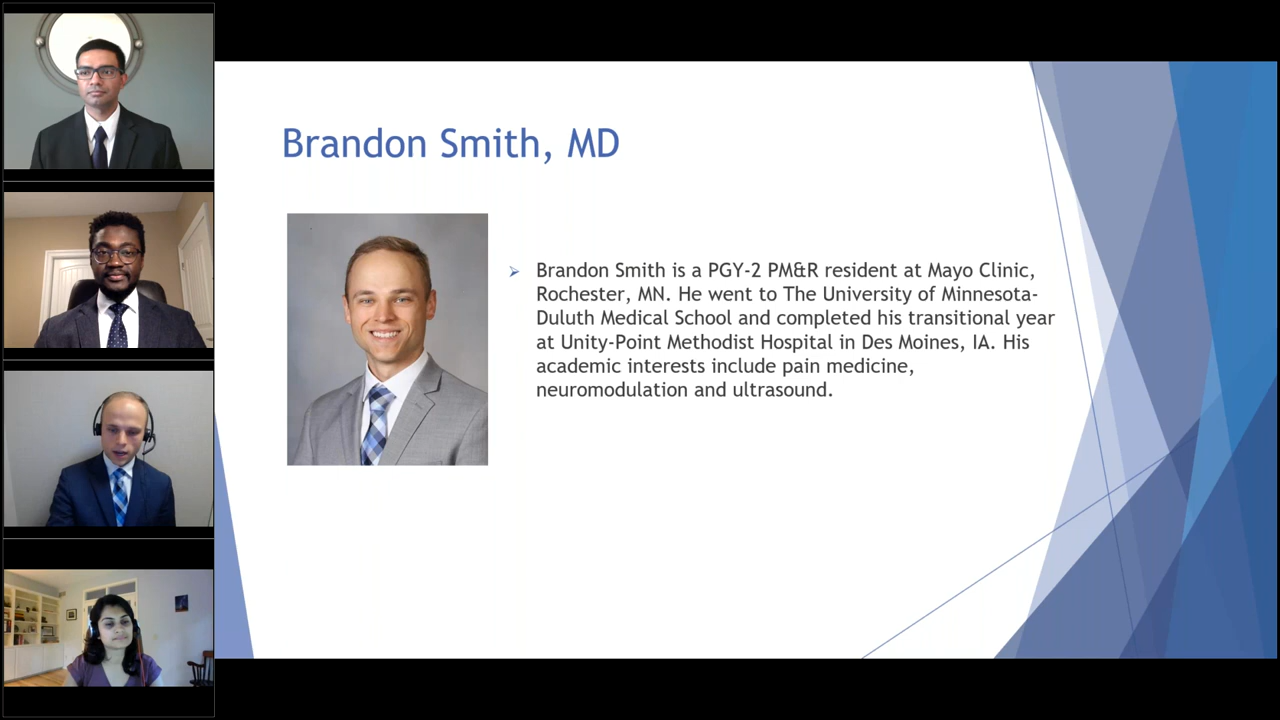 Brandon Smith, MD
Brandon Smith is a PGY-2 PM&R resident at Mayo Clinic,
Rochester, MN. He went to The University of Minnesota-
Duluth Medical School and completed his transitional year
at Unity-Point Methodist Hospital in Des Moines, IA. His
academic interests include pain medicine,
neuromodulation and ultrasound.